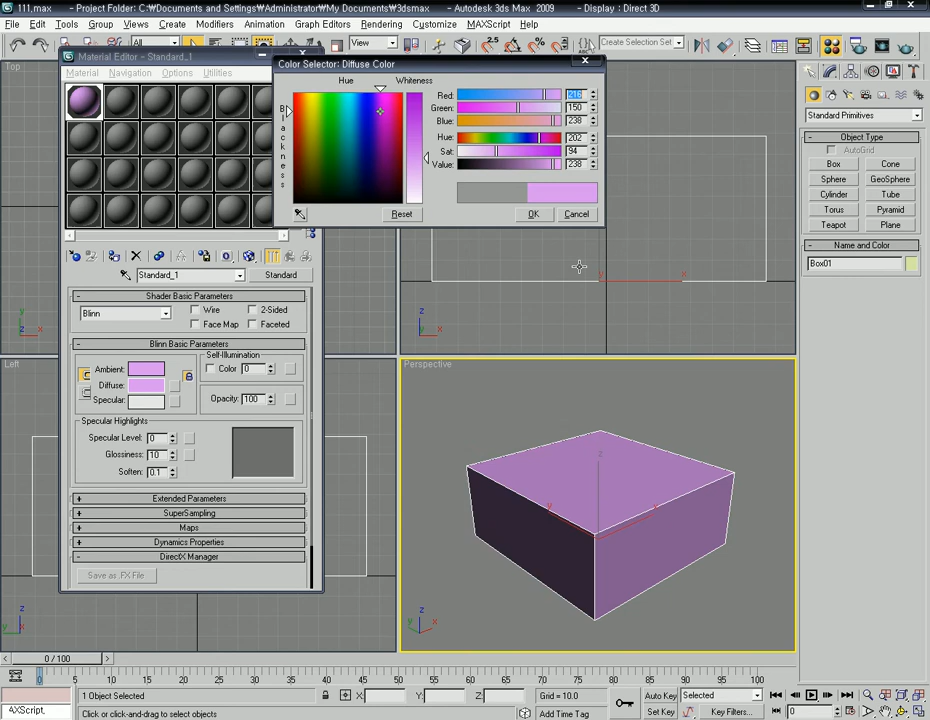 111.max - Project Folder: C:₩Documents and Settings₩Administrator₩My Documents₩3dsmax - Autodesk 3ds Max 2009 - Display : Direct 3D
File Edit Tools Group Views Create Modifiers Animation Graph Editors Rendering Customize MAXScript Help
All View Create Selection Set
Top
Material Editor - Standard_1
Material Navigation Options Utilities
Color Selector: Diffuse Color
Hue Whiteness
Blackness
Red: 216
Green: 150
Blue: 238
Hue: 202
Sat: 94
Value: 238
Reset OK Cancel
Standard_1 Standard
Shader Basic Parameters
Blinn Wire 2-Sided
Face Map Faceted
Blinn Basic Parameters
Self-Illumination
Ambient: Color 0
Diffuse:
Specular: Opacity: 100
Specular Highlights
Specular Level: 0
Glossiness: 10
Soften: 0.1
Extended Parameters
SuperSampling
Maps
Dynamics Properties
DirectX Manager
Save as .FX File
Left
Perspective
Standard Primitives
Object Type
AutoGrid
Box Cone
Sphere GeoSphere
Cylinder Tube
Torus Pyramid
Teapot Plane
Name and Color
Box01
x y z
0 / 100
0 5 10 15 20 25 30 35 40 45 50 55 60 65 70 75 80 85 90 95 100
1 Object Selected X: Y: Z: Grid = 10.0 Auto Key Selected
AXScript. Click or click-and-drag to select objects Add Time Tag Set Key Key Filters... 0